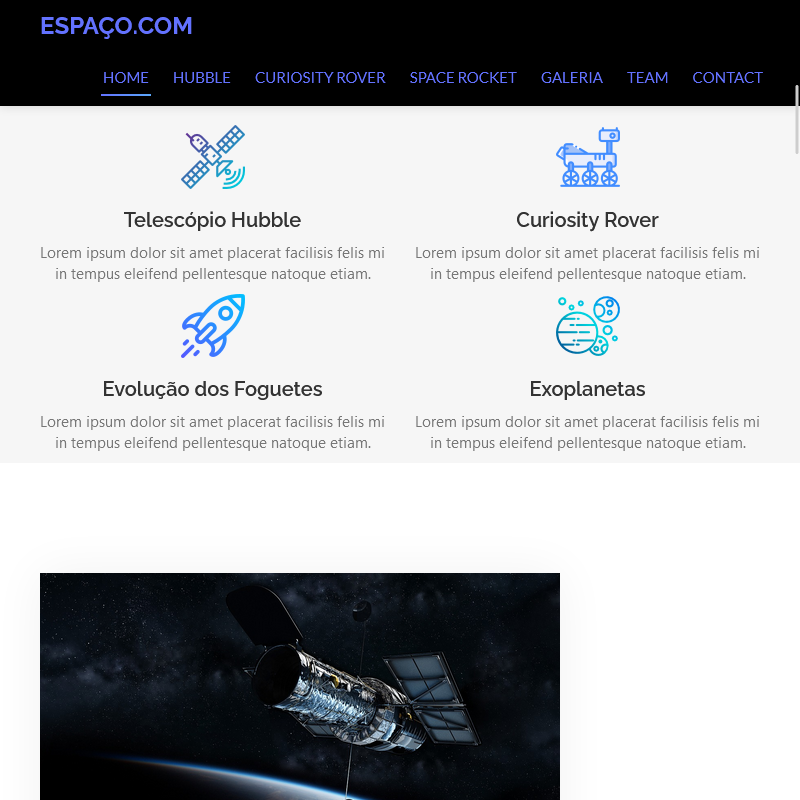 ESPAÇO.COM
HOME HUBBLE CURIOSITY ROVER SPACE ROCKET GALERIA TEAM CONTACT
Telescópio Hubble
Lorem ipsum dolor sit amet placerat facilisis felis mi
in tempus eleifend pellentesque natoque etiam.
Curiosity Rover
Lorem ipsum dolor sit amet placerat facilisis felis mi
in tempus eleifend pellentesque natoque etiam.
Evolução dos Foguetes
Lorem ipsum dolor sit amet placerat facilisis felis mi
in tempus eleifend pellentesque natoque etiam.
Exoplanetas
Lorem ipsum dolor sit amet placerat facilisis felis mi
in tempus eleifend pellentesque natoque etiam.